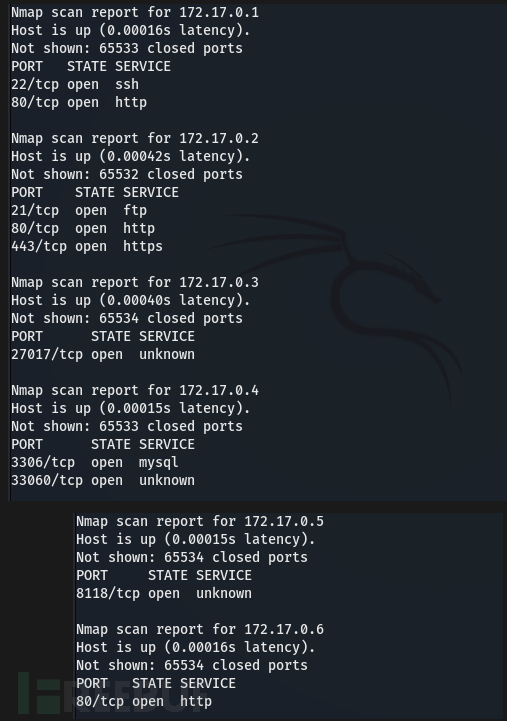 Nmap scan report for 172.17.0.1
Host is up (0.00016s latency).
Not shown: 65533 closed ports
PORT   STATE SERVICE
22/tcp open  ssh
80/tcp open  http

Nmap scan report for 172.17.0.2
Host is up (0.00042s latency).
Not shown: 65532 closed ports
PORT    STATE SERVICE
21/tcp  open  ftp
80/tcp  open  http
443/tcp open  https

Nmap scan report for 172.17.0.3
Host is up (0.00040s latency).
Not shown: 65534 closed ports
PORT      STATE SERVICE
27017/tcp open  unknown

Nmap scan report for 172.17.0.4
Host is up (0.00015s latency).
Not shown: 65533 closed ports
PORT      STATE SERVICE
3306/tcp  open  mysql
33060/tcp open  unknown

Nmap scan report for 172.17.0.5
Host is up (0.00015s latency).
Not shown: 65534 closed ports
PORT     STATE SERVICE
8118/tcp open  unknown

Nmap scan report for 172.17.0.6
Host is up (0.00016s latency).
Not shown: 65534 closed ports
PORT   STATE SERVICE
80/tcp open  http
FREEBUF